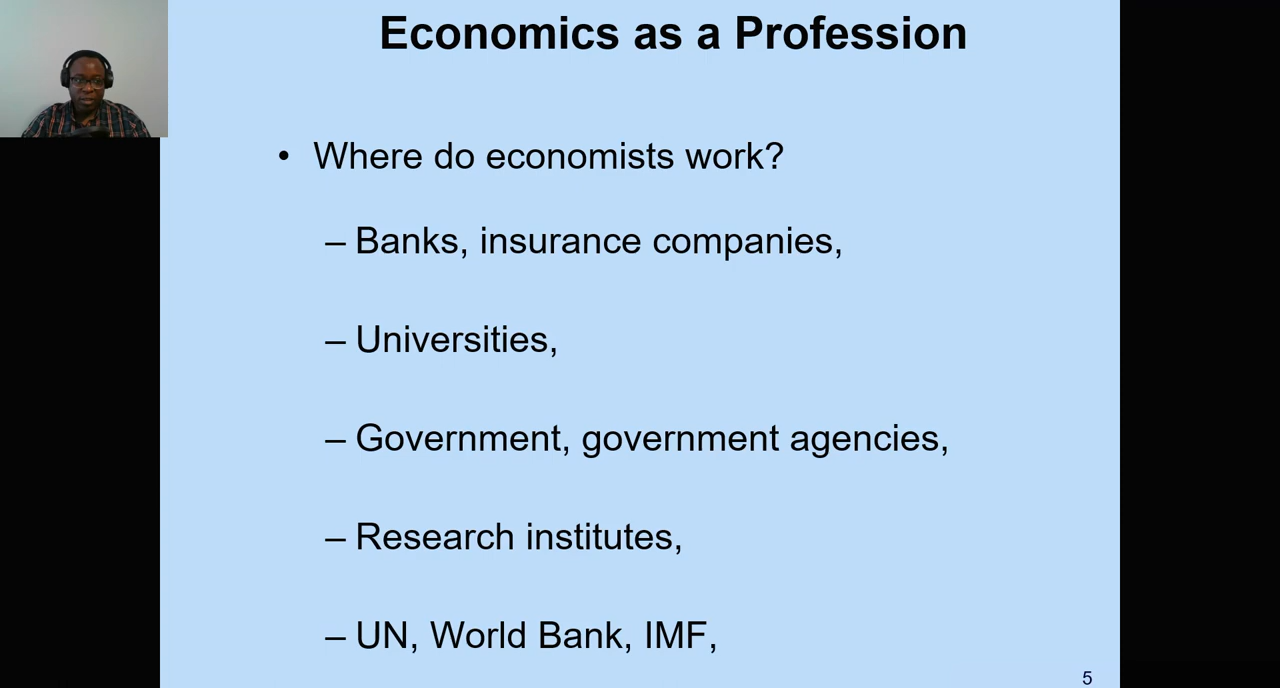 Economics as a Profession
• Where do economists work?
– Banks, insurance companies,
– Universities,
– Government, government agencies,
– Research institutes,
– UN, World Bank, IMF,
5